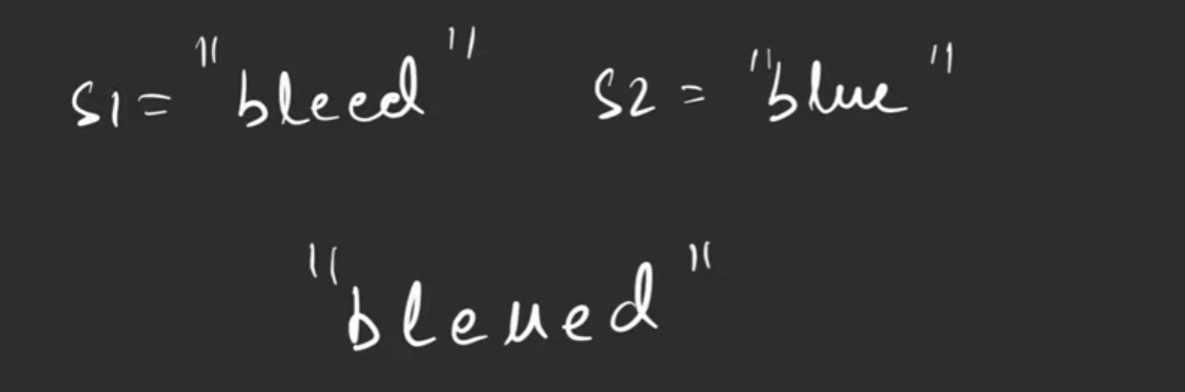 S1 = "bleed" S2 = "blue"
"bleued"